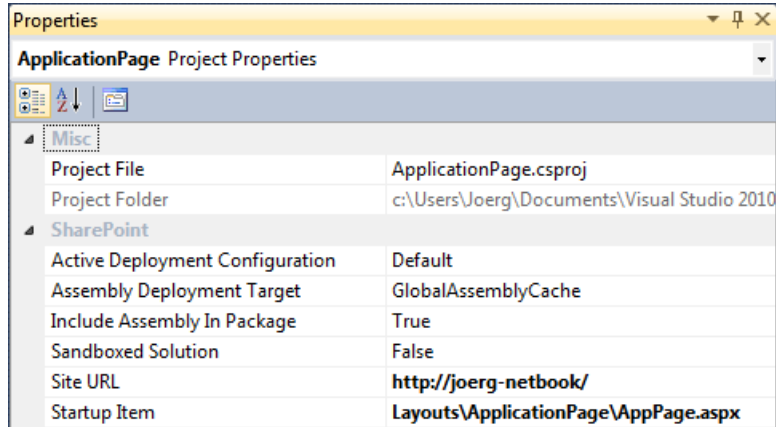 Properties
ApplicationPage Project Properties
Misc
Project File ApplicationPage.csproj
Project Folder c:\Users\Joerg\Documents\Visual Studio 2010
SharePoint
Active Deployment Configuration Default
Assembly Deployment Target GlobalAssemblyCache
Include Assembly In Package True
Sandboxed Solution False
Site URL http://joerg-netbook/
Startup Item Layouts\ApplicationPage\AppPage.aspx